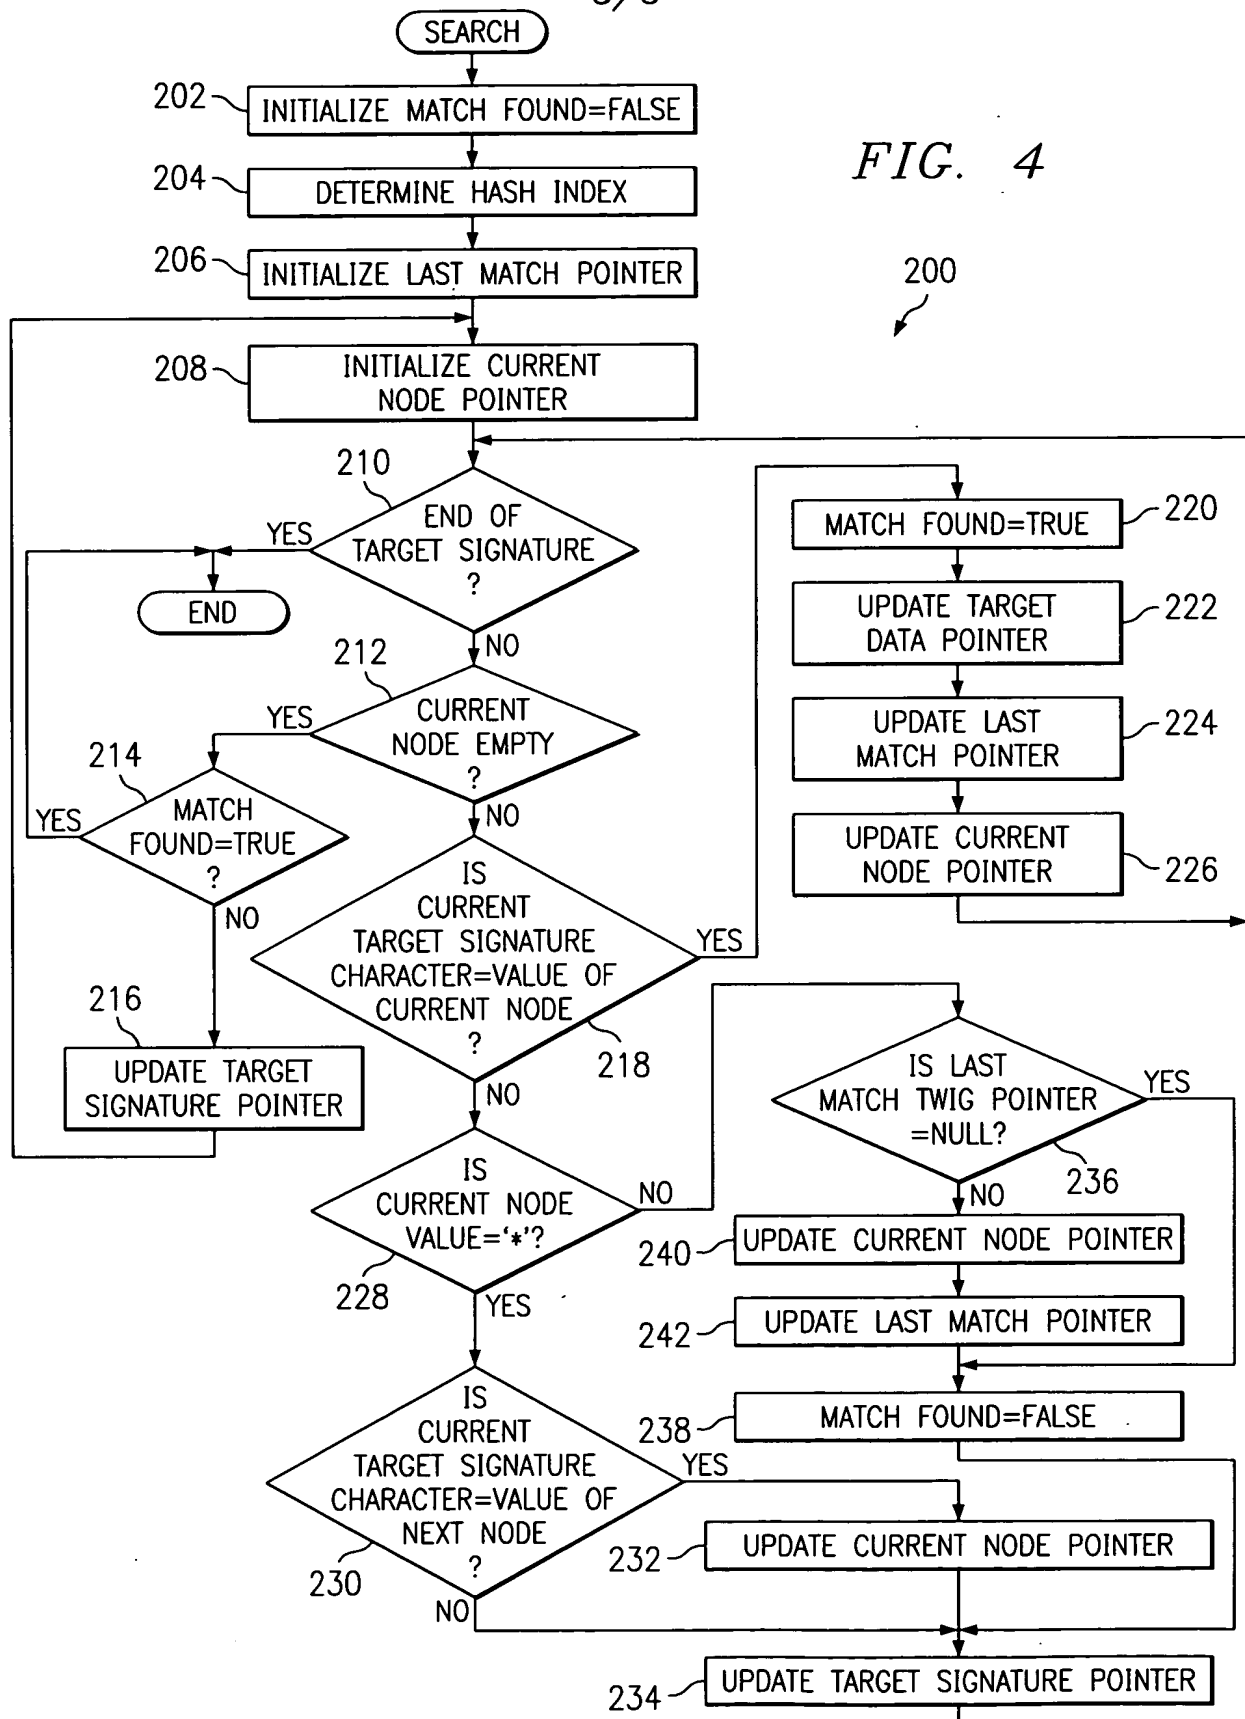 SEARCH
202
INITIALIZE MATCH FOUND=FALSE
FIG. 4
204
DETERMINE HASH INDEX
206
INITIALIZE LAST MATCH POINTER
200
208
INITIALIZE CURRENT
NODE POINTER
210
END OF
TARGET SIGNATURE
?
YES
NO
END
MATCH FOUND=TRUE
220
UPDATE TARGET
DATA POINTER
222
212
CURRENT
NODE EMPTY
?
YES
NO
UPDATE LAST
MATCH POINTER
224
214
MATCH
FOUND=TRUE
?
YES
NO
UPDATE CURRENT
NODE POINTER
226
IS
CURRENT
TARGET SIGNATURE
CHARACTER=VALUE OF
CURRENT NODE
?
YES
218
NO
216
UPDATE TARGET
SIGNATURE POINTER
IS LAST
MATCH TWIG POINTER
=NULL?
YES
236
NO
IS
CURRENT NODE
VALUE='*'?
NO
228
YES
240
UPDATE CURRENT NODE POINTER
242
UPDATE LAST MATCH POINTER
238
MATCH FOUND=FALSE
IS
CURRENT
TARGET SIGNATURE
CHARACTER=VALUE OF
NEXT NODE
?
YES
230
NO
232
UPDATE CURRENT NODE POINTER
234
UPDATE TARGET SIGNATURE POINTER